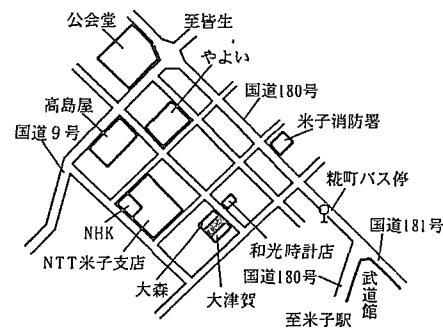 公会堂
至皆生
やよい
国道180号
高島屋
国道9号
米子消防署
糀町バス停
NHK
NTT米子支店
和光時計店
国道181号
大森
大津賀
国道180号
武道館
至米子駅